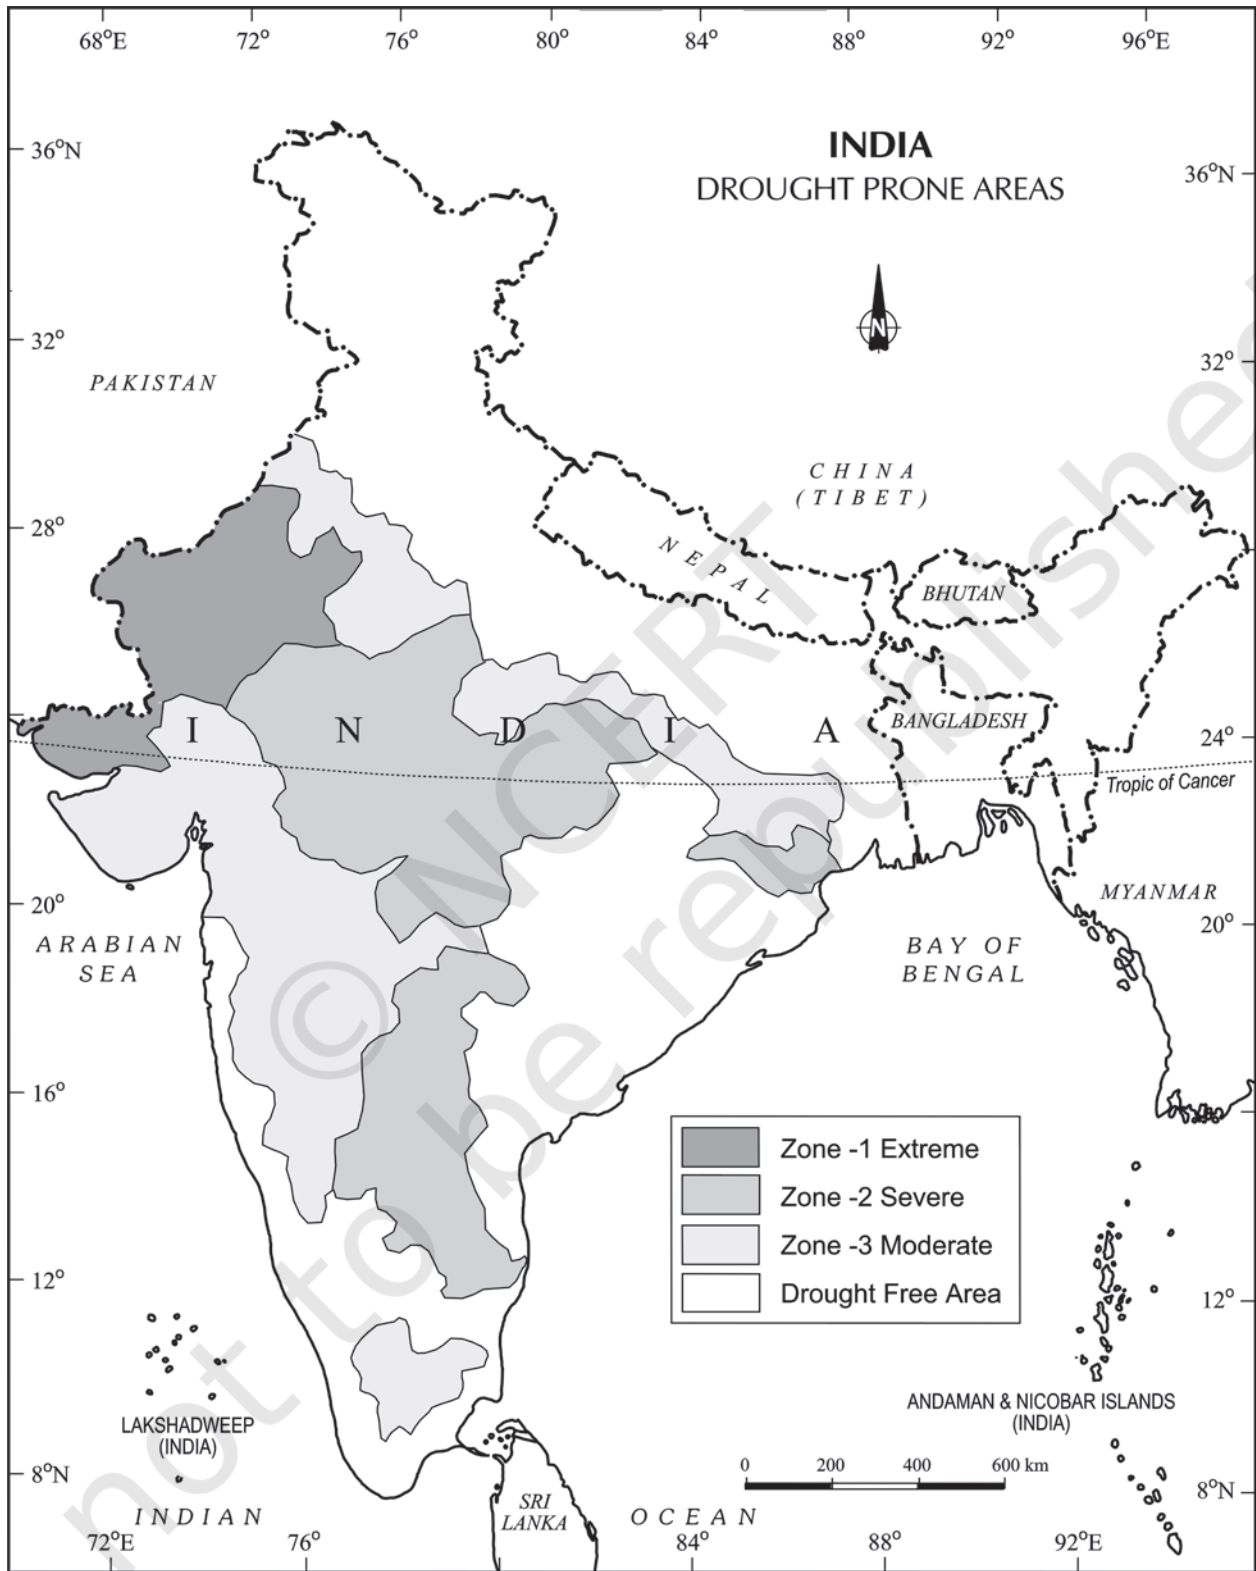 68°E 72° 76° 80° 84° 88° 92° 96°E
INDIA
DROUGHT PRONE AREAS
36°N
36°N
N
32°
32°
PAKISTAN
CHINA
(TIBET)
28°
NEPAL
BHUTAN
I N D I A
BANGLADESH
24°
Tropic of Cancer
20°
MYANMAR
20°
ARABIAN
SEA
BAY OF
BENGAL
16°
Zone -1 Extreme
Zone -2 Severe
Zone -3 Moderate
Drought Free Area
12°
12°
ANDAMAN & NICOBAR ISLANDS
(INDIA)
LAKSHADWEEP
(INDIA)
0 200 400 600 km
8°N
8°N
SRI
LANKA
INDIAN OCEAN
72°E 76° 84° 88° 92°E
© NCERT
not to be republished